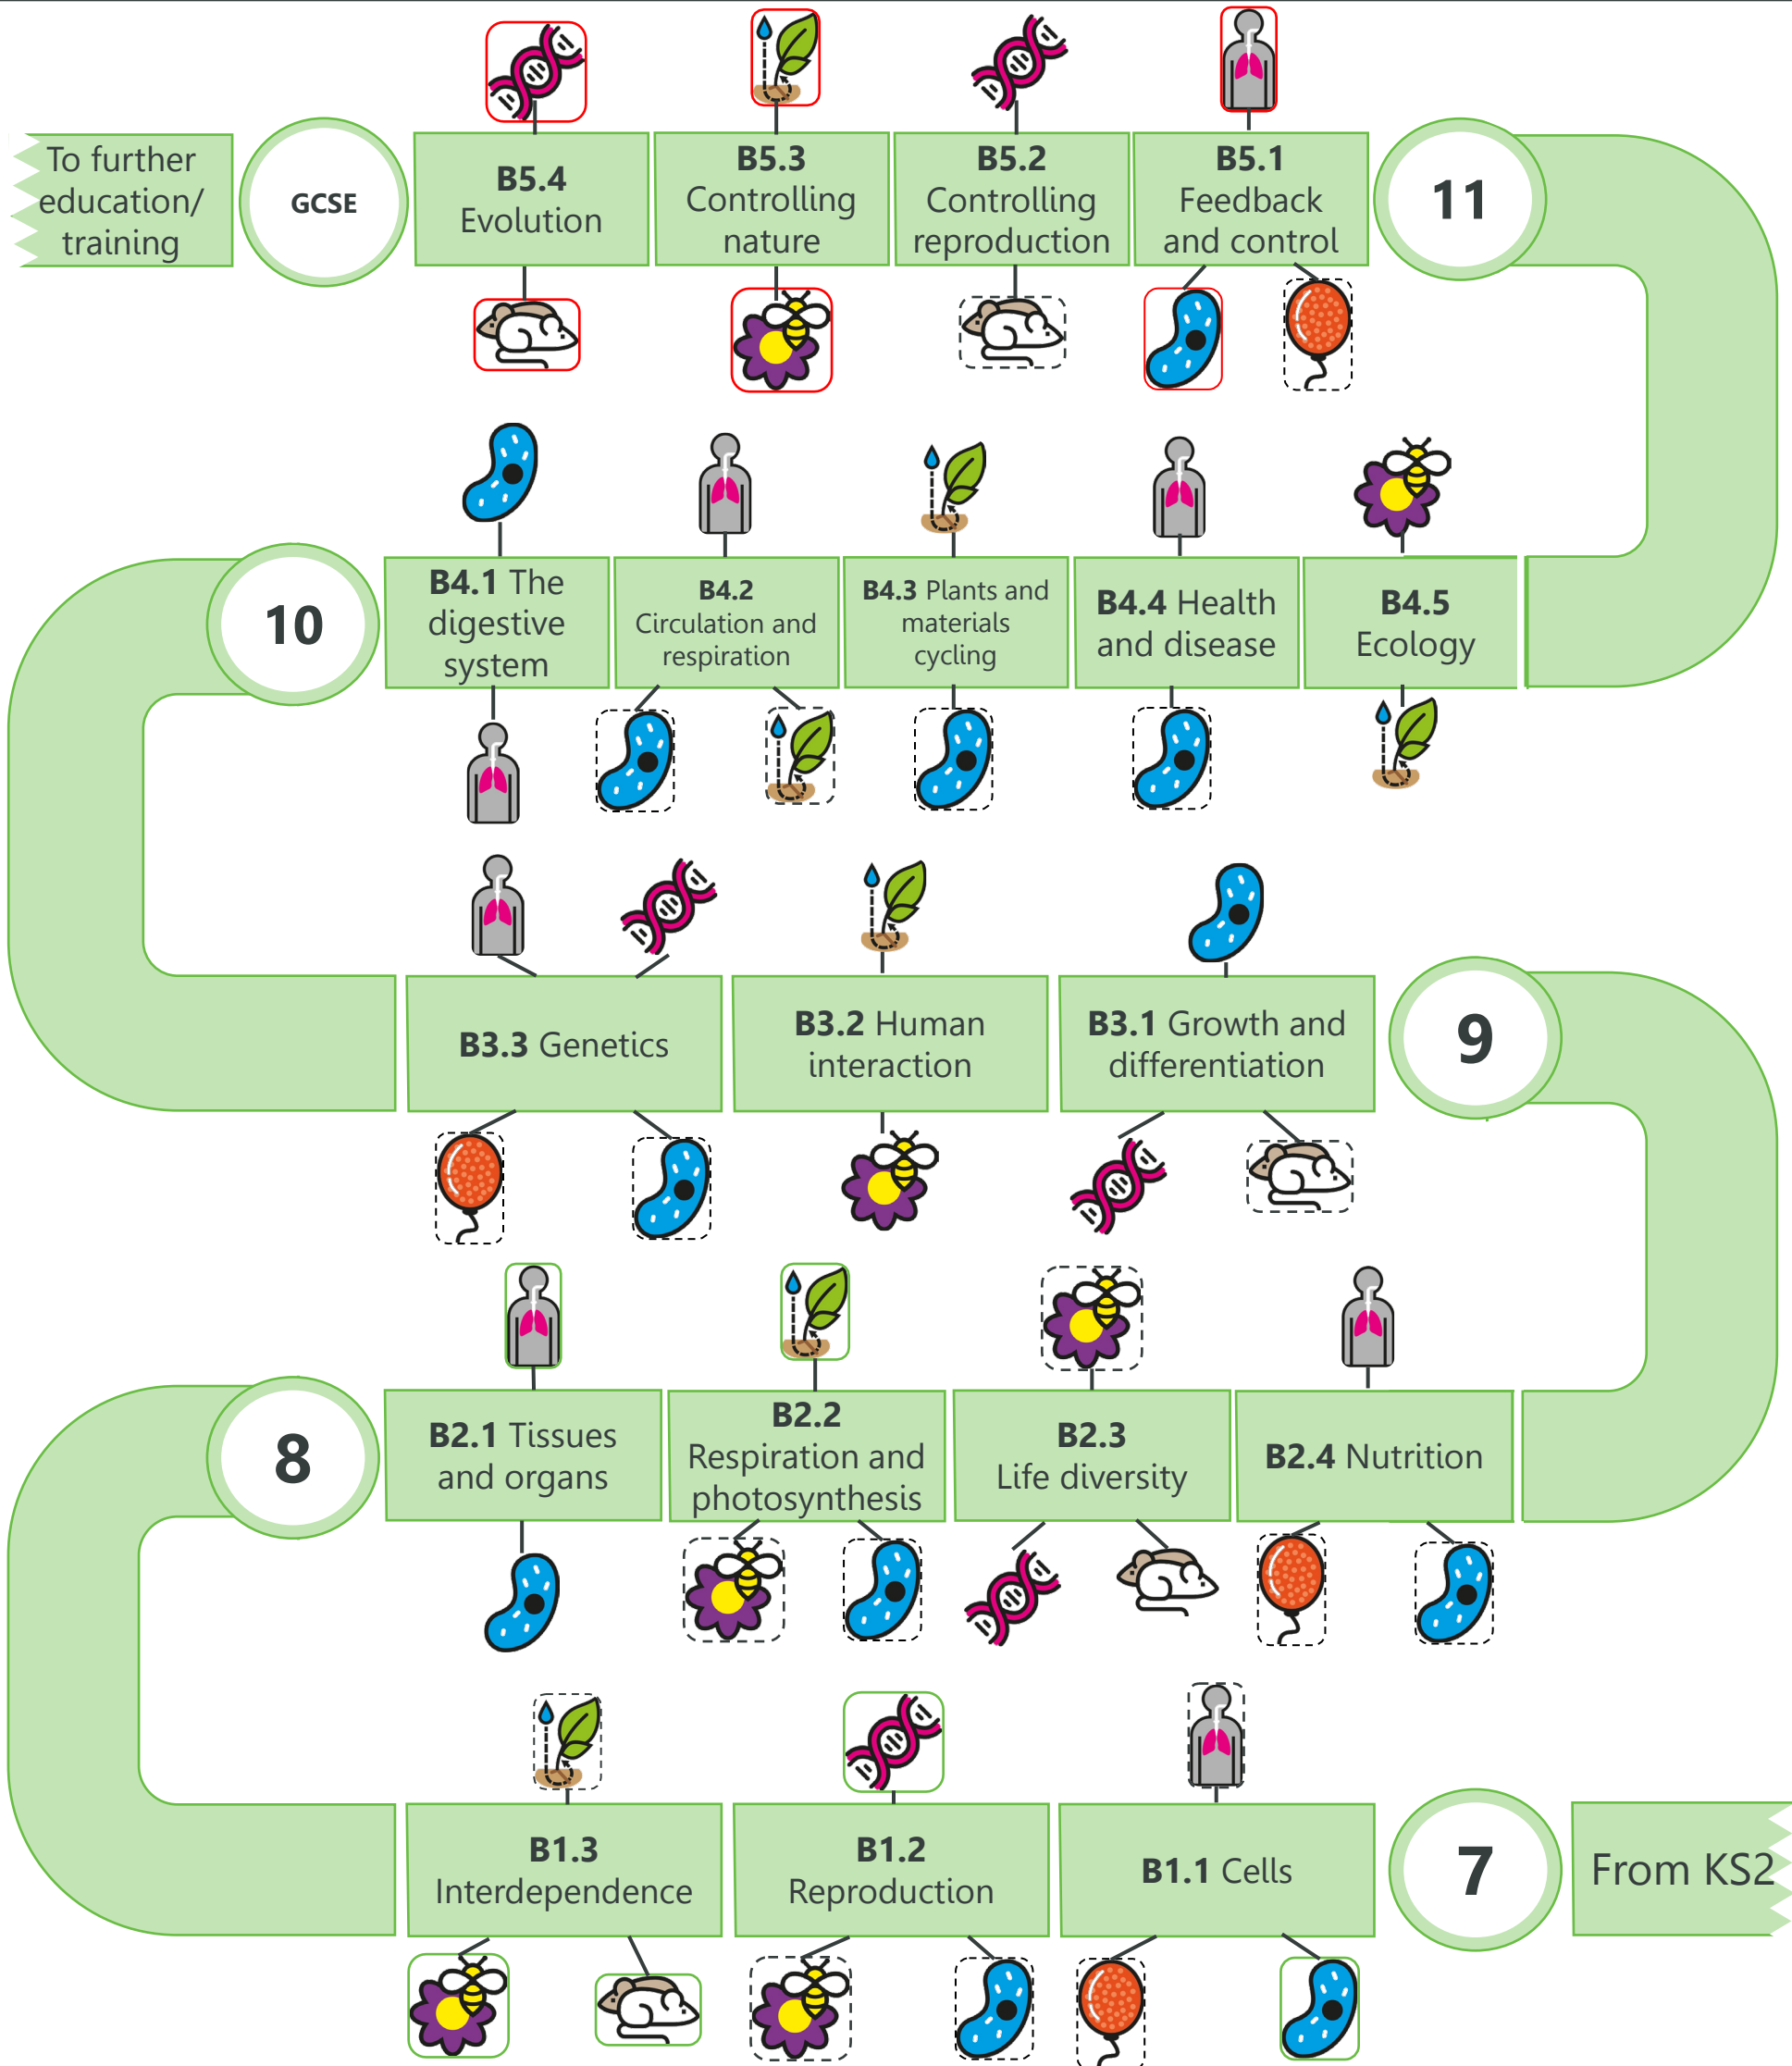 To further
education/
training
GCSE
B5.4
Evolution
B5.3
Controlling
nature
B5.2
Controlling
reproduction
B5.1
Feedback
and control
11
10
B4.1 The
digestive
system
B4.2
Circulation and
respiration
B4.3 Plants and
materials
cycling
B4.4 Health
and disease
B4.5
Ecology
B3.3 Genetics
B3.2 Human
interaction
B3.1 Growth and
differentiation
9
8
B2.1 Tissues
and organs
B2.2
Respiration and
photosynthesis
B2.3
Life diversity
B2.4 Nutrition
B1.3
Interdependence
B1.2
Reproduction
B1.1 Cells
7
From KS2